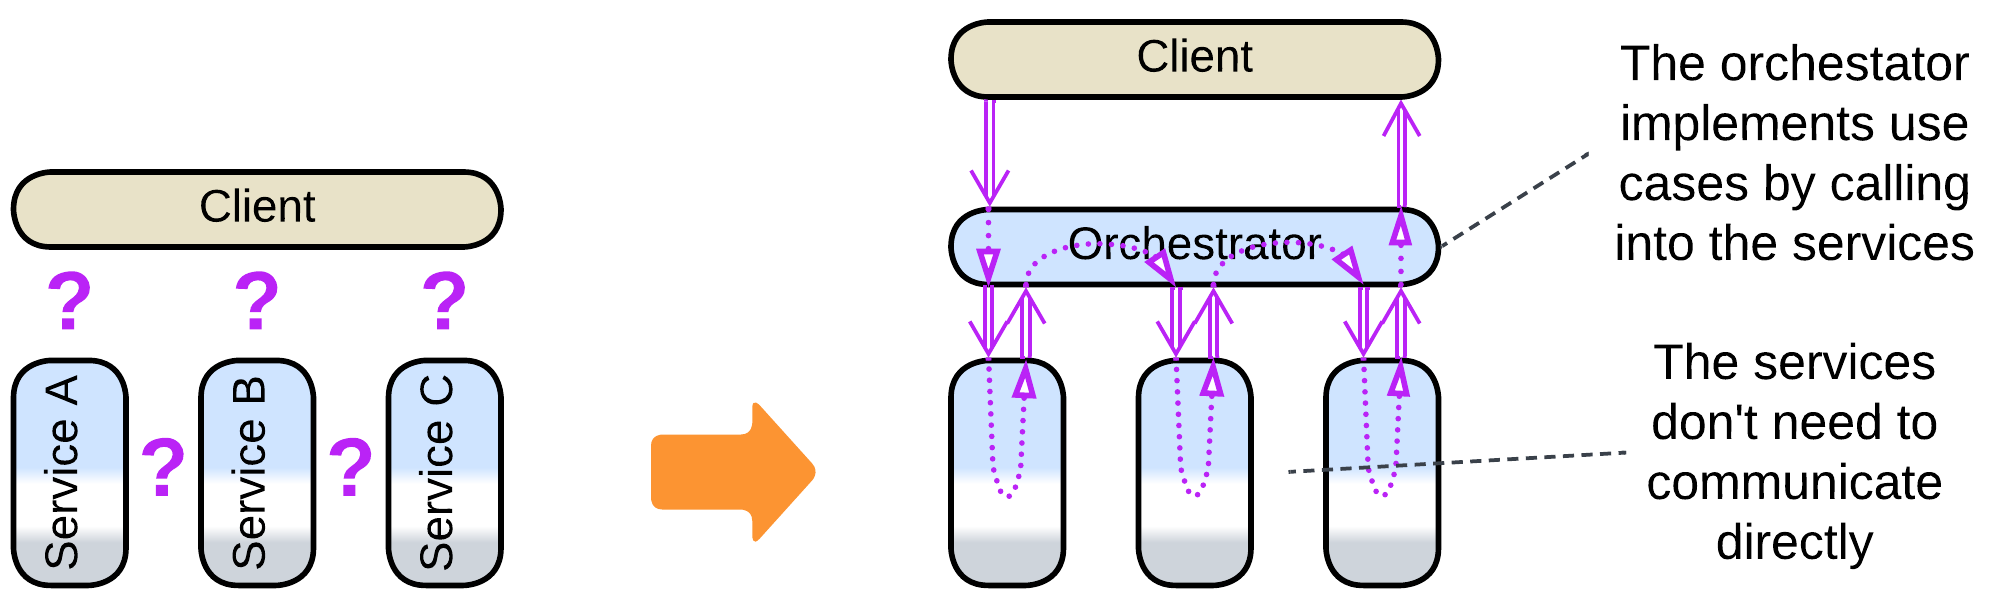 Client
?
?
?
Service A
?
Service B
?
Service C
Client
Orchestrator
The orchestator
implements use
cases by calling
into the services
The services
don't need to
communicate
directly